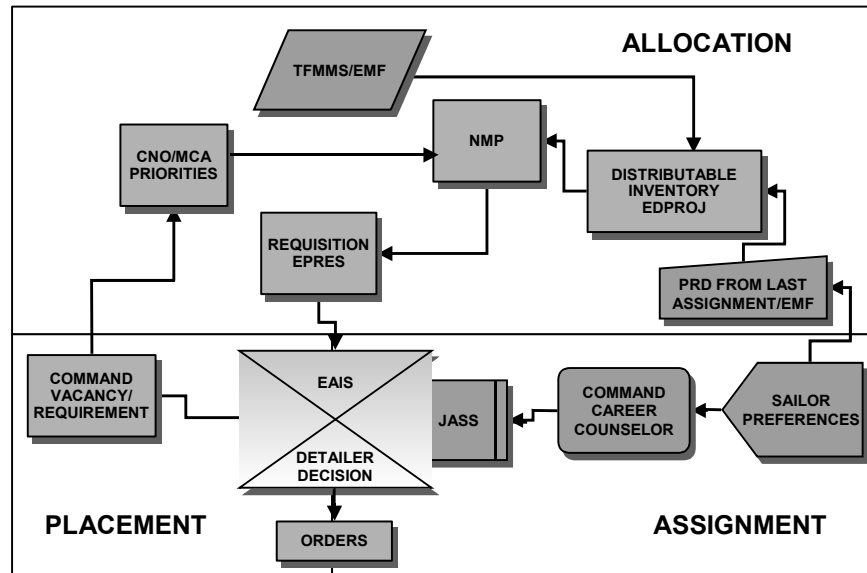 ALLOCATION
TFMMS/EMF
CNO/MCA
PRIORITIES
NMP
DISTRIBUTABLE
INVENTORY
EDPROJ
REQUISITION
EPRES
PRD FROM LAST
ASSIGNMENT/EMF
COMMAND
VACANCY/
REQUIREMENT
EAIS
DETAILER
DECISION
JASS
COMMAND
CAREER
COUNSELOR
SAILOR
PREFERENCES
PLACEMENT
ORDERS
ASSIGNMENT